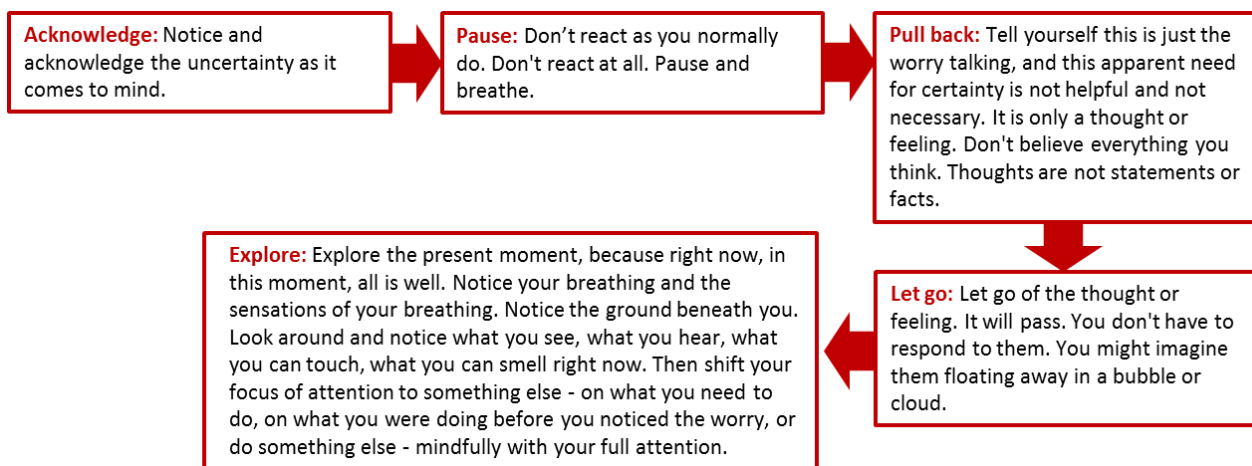 Acknowledge: Notice and
acknowledge the uncertainty as it
comes to mind.
Pause: Don’t react as you normally
do. Don't react at all. Pause and
breathe.
Pull back: Tell yourself this is just the
worry talking, and this apparent need
for certainty is not helpful and not
necessary. It is only a thought or
feeling. Don't believe everything you
think. Thoughts are not statements or
facts.
Let go: Let go of the thought or
feeling. It will pass. You don't have to
respond to them. You might imagine
them floating away in a bubble or
cloud.
Explore: Explore the present moment, because right now, in
this moment, all is well. Notice your breathing and the
sensations of your breathing. Notice the ground beneath you.
Look around and notice what you see, what you hear, what
you can touch, what you can smell right now. Then shift your
focus of attention to something else - on what you need to
do, on what you were doing before you noticed the worry, or
do something else - mindfully with your full attention.